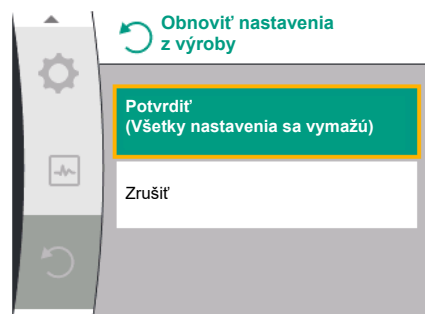 Obnoviť nastavenia
z výroby
Potvrdiť
(Všetky nastavenia sa vymažú)
Zrušiť